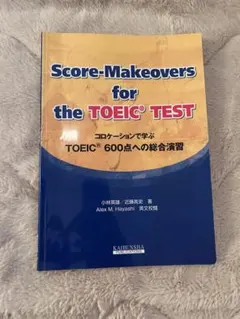 Score-Makeovers
for
the TOEIC® TEST
コロケーションで学ぶ
TOEIC® 600点への総合演習
小林英雄／近藤高史 著
Alex M. Hayashi 英文校閲
KAIBUNSHA